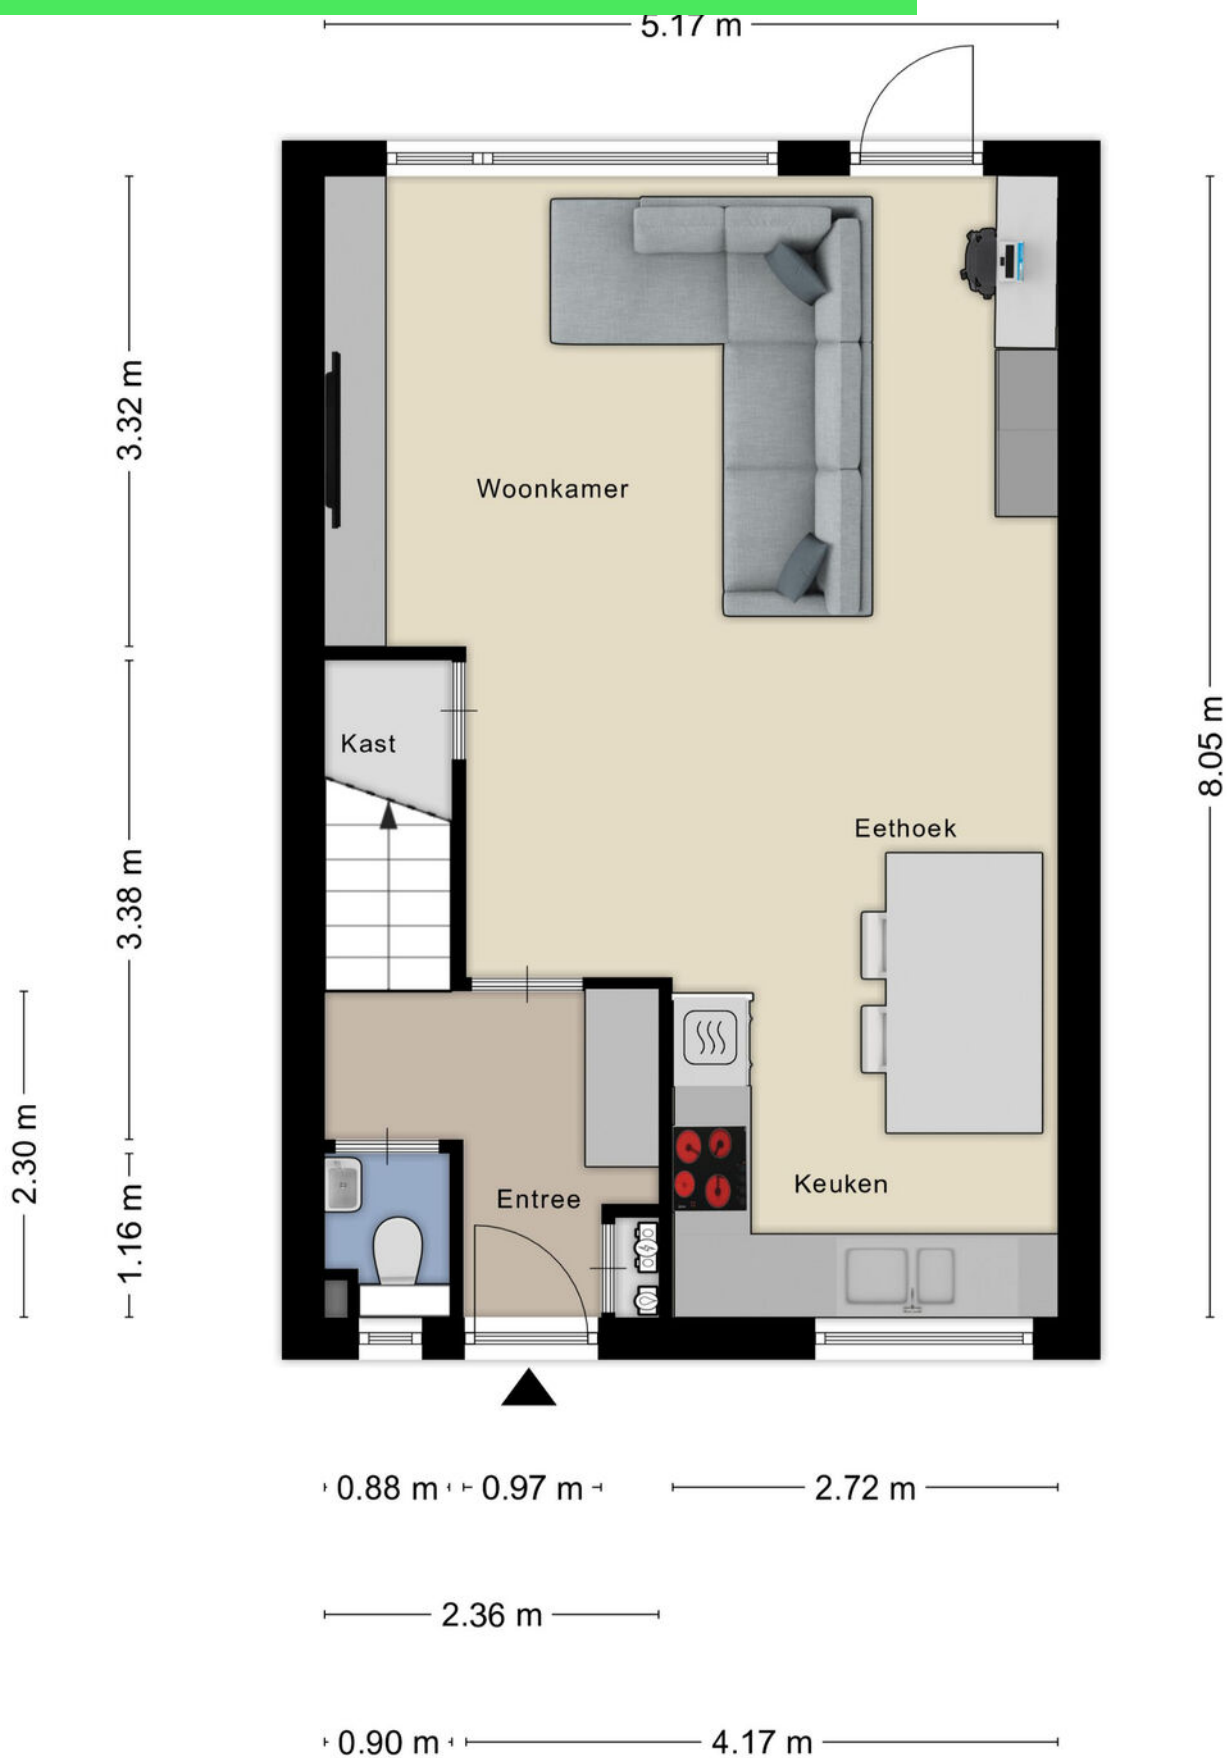 5.17 m
3.32 m
Woonkamer
8.05 m
Kast
Eethoek
3.38 m
2.30 m
1.16 m
Entree
Keuken
0.88 m
0.97 m
2.72 m
2.36 m
0.90 m
4.17 m